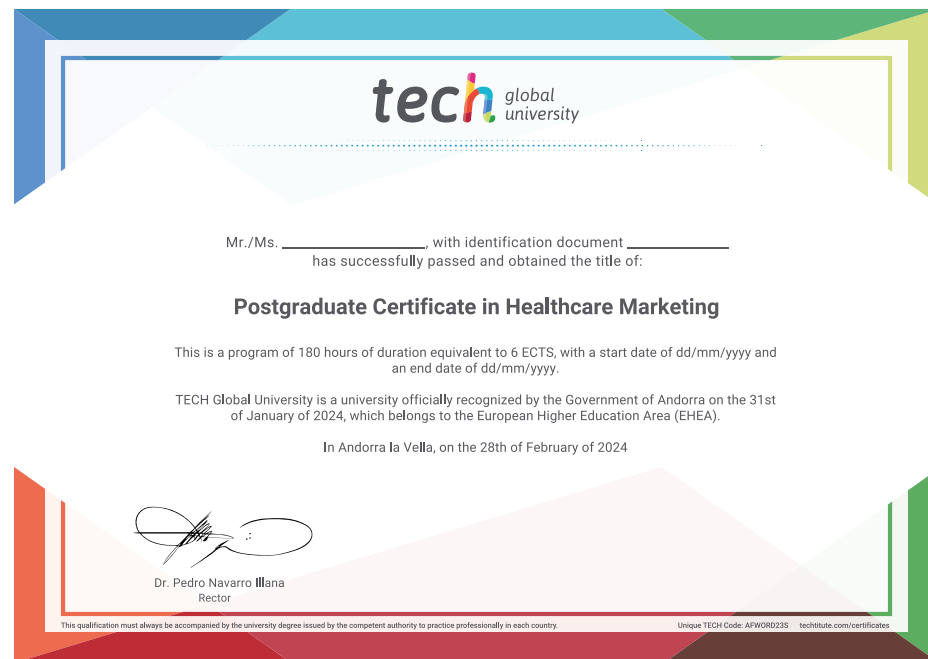 tech global
university
Mr./Ms. ______________, with identification document __________
has successfully passed and obtained the title of:
Postgraduate Certificate in Healthcare Marketing
This is a program of 180 hours of duration equivalent to 6 ECTS, with a start date of dd/mm/yyyy and
an end date of dd/mm/yyyy.
TECH Global University is a university officially recognized by the Government of Andorra on the 31st
of January of 2024, which belongs to the European Higher Education Area (EHEA).
In Andorra la Vella, on the 28th of February of 2024
Dr. Pedro Navarro Illana
Rector
This qualification must always be accompanied by the university degree issued by the competent authority to practice professionally in each country.
Unique TECH Code: AFWORD23S techtitute.com/certificates